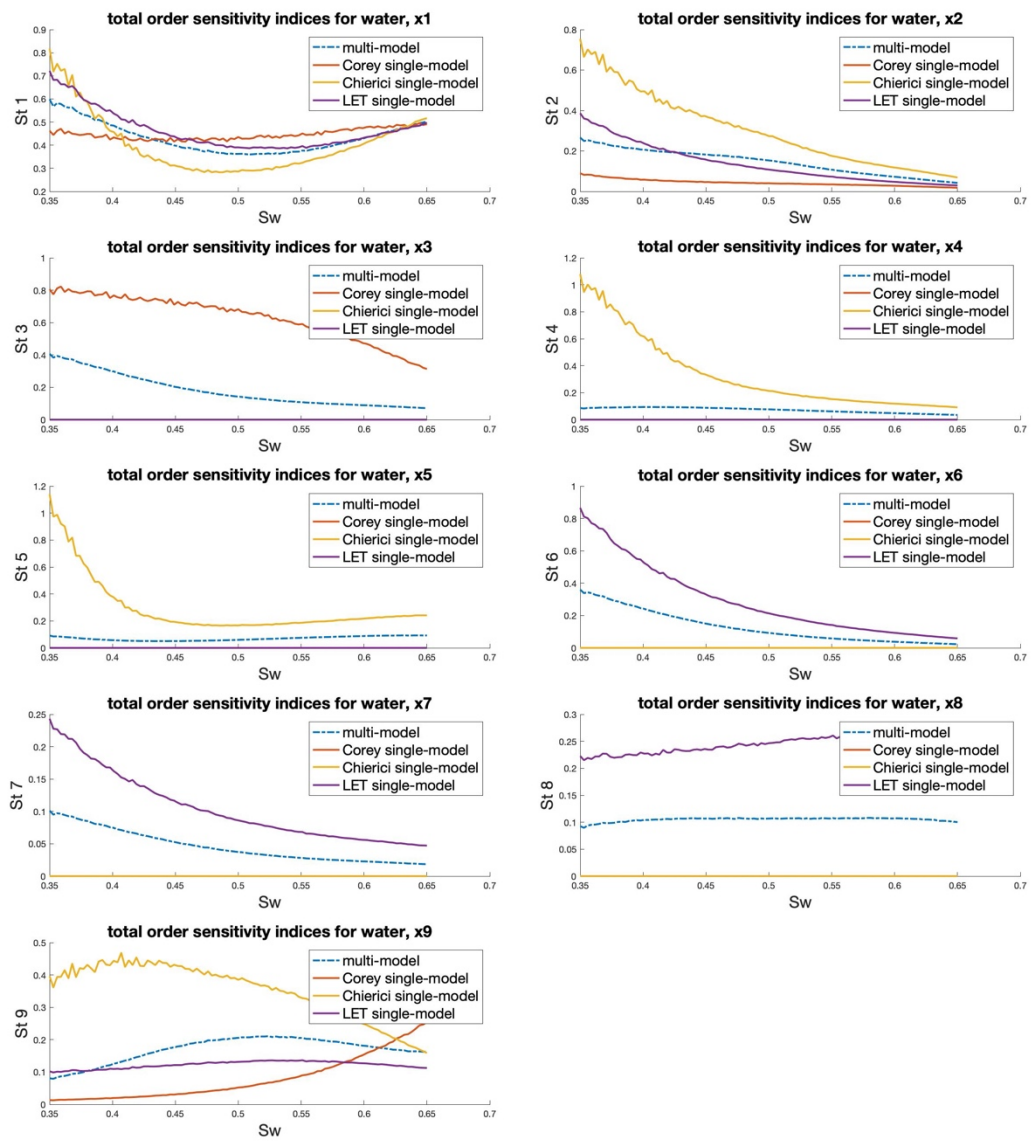 total order sensitivity indices for water, x1
0.9
0.8
0.7
0.6
0.5
0.4
0.3
0.2
St 1
multi-model
Corey single-model
Chierici single-model
LET single-model
0.35 0.4 0.45 0.5 0.55 0.6 0.65 0.7
Sw
total order sensitivity indices for water, x2
0.8
0.6
0.4
0.2
0
St 2
multi-model
Corey single-model
Chierici single-model
LET single-model
0.35 0.4 0.45 0.5 0.55 0.6 0.65 0.7
Sw
total order sensitivity indices for water, x3
1
0.8
0.6
0.4
0.2
0
St 3
multi-model
Corey single-model
Chierici single-model
LET single-model
0.35 0.4 0.45 0.5 0.55 0.6 0.65 0.7
Sw
total order sensitivity indices for water, x4
1.2
1
0.8
0.6
0.4
0.2
0
St 4
multi-model
Corey single-model
Chierici single-model
LET single-model
0.35 0.4 0.45 0.5 0.55 0.6 0.65 0.7
Sw
total order sensitivity indices for water, x5
1.2
1
0.8
0.6
0.4
0.2
0
St 5
multi-model
Corey single-model
Chierici single-model
LET single-model
0.35 0.4 0.45 0.5 0.55 0.6 0.65 0.7
Sw
total order sensitivity indices for water, x6
1
0.8
0.6
0.4
0.2
0
St 6
multi-model
Corey single-model
Chierici single-model
LET single-model
0.35 0.4 0.45 0.5 0.55 0.6 0.65 0.7
Sw
total order sensitivity indices for water, x7
0.25
0.2
0.15
0.1
0.05
0
St 7
multi-model
Corey single-model
Chierici single-model
LET single-model
0.35 0.4 0.45 0.5 0.55 0.6 0.65 0.7
Sw
total order sensitivity indices for water, x8
0.3
0.25
0.2
0.15
0.1
0.05
0
St 8
multi-model
Corey single-model
Chierici single-model
LET single-model
0.35 0.4 0.45 0.5 0.55 0.6 0.65 0.7
Sw
total order sensitivity indices for water, x9
0.5
0.4
0.3
0.2
0.1
0
St 9
multi-model
Corey single-model
Chierici single-model
LET single-model
0.35 0.4 0.45 0.5 0.55 0.6 0.65 0.7
Sw